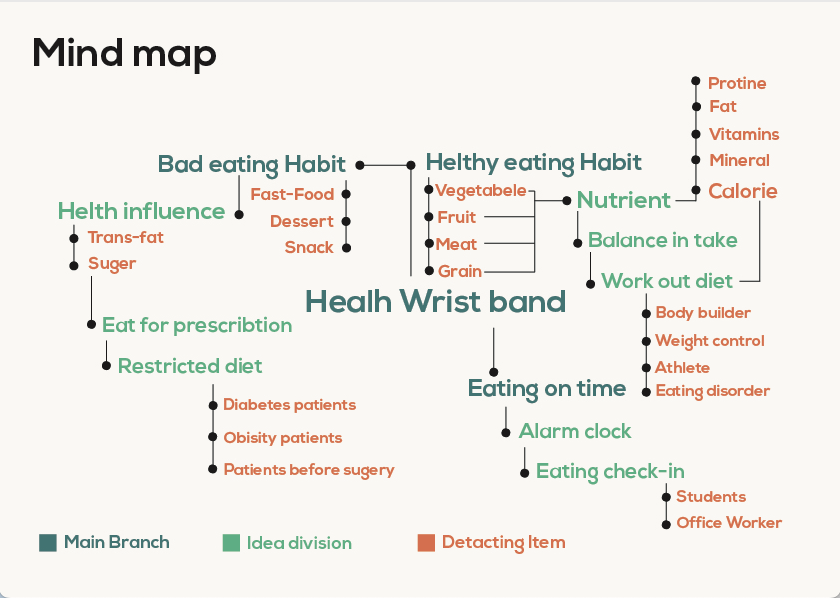 Mind map
Protine
Fat
Vitamins
Mineral
Calorie
Bad eating Habit
Helthy eating Habit
Fast-Food
Dessert
Snack
Vegetabele
Fruit
Meat
Grain
Nutrient
Balance in take
Work out diet
Body builder
Weight control
Athlete
Eating disorder
Helth influence
Trans-fat
Suger
Eat for prescribtion
Restricted diet
Diabetes patients
Obisity patients
Patients before sugery
Healh Wrist band
Eating on time
Alarm clock
Eating check-in
Students
Office Worker
Main Branch
Idea division
Detacting Item